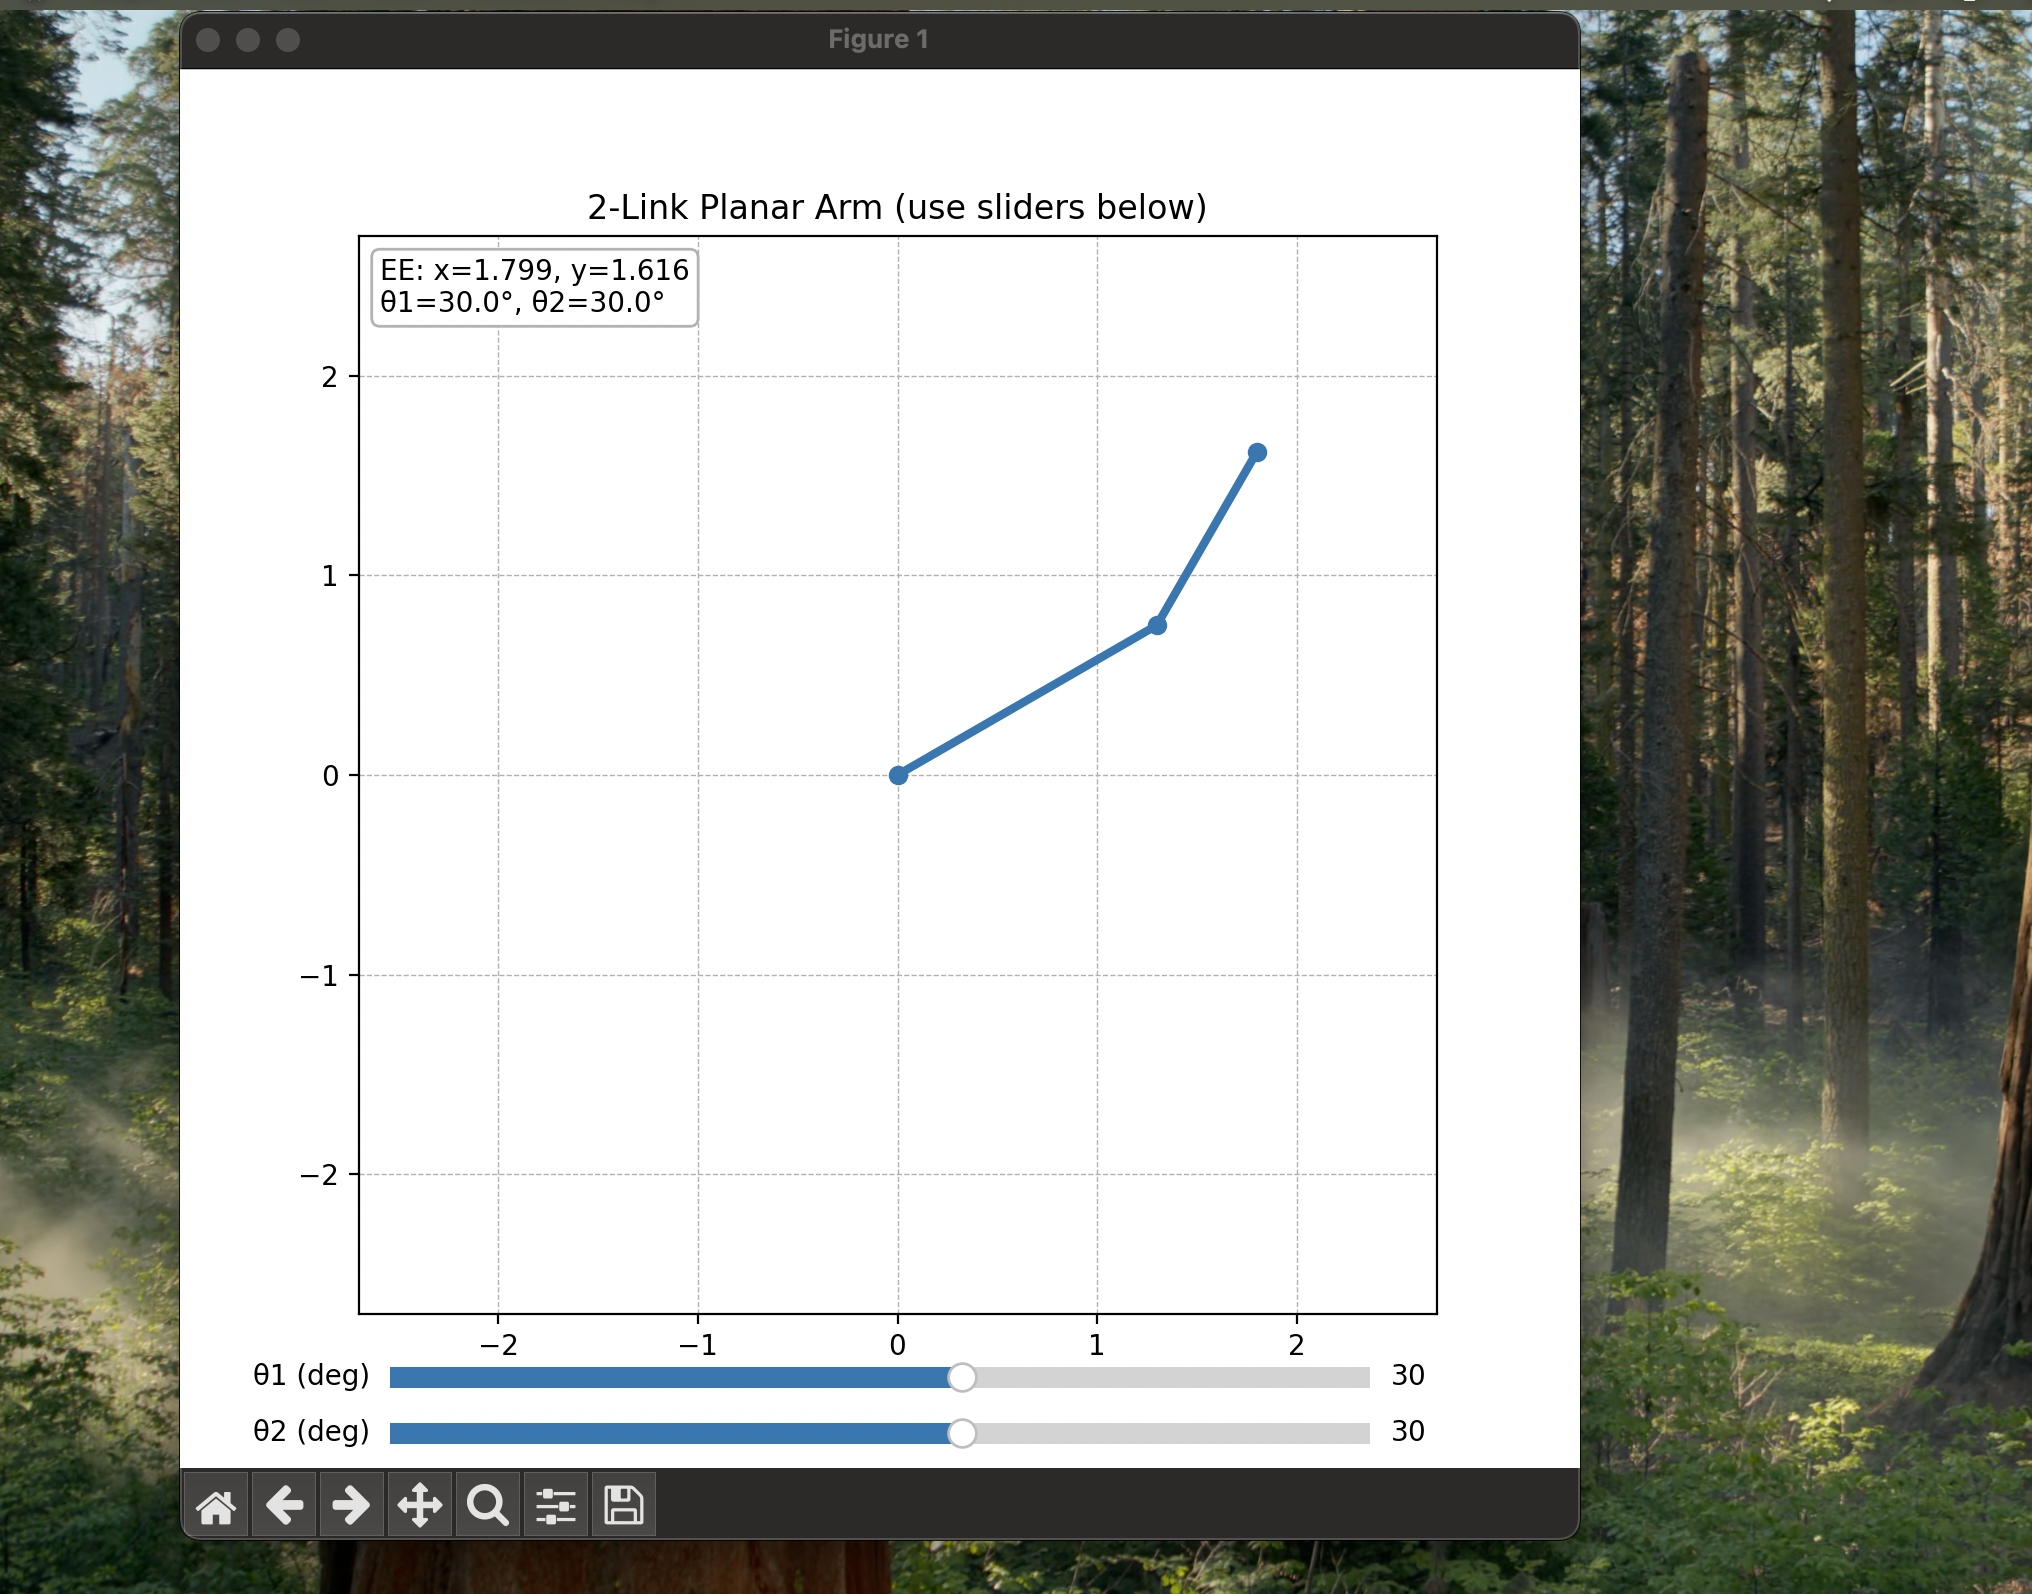 Figure 1
2-Link Planar Arm (use sliders below)
EE: x=1.799, y=1.616
θ1=30.0°, θ2=30.0°
2
1
0
−1
−2
−2 −1 0 1 2
θ1 (deg) 30
θ2 (deg) 30